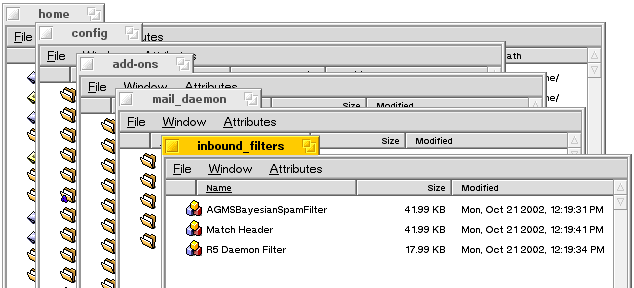 home
File
utes
config
ath
File Window Attributes
me/
add-ons
File Window Attributes
me/
mail_daemon
Size Modified
File Window Attributes
Size Modified
inbound_filters
File Window Attributes
Name Size Modified
AGMSBayesianSpamFilter 41.99 KB Mon, Oct 21 2002, 12:19:31 PM
Match Header 41.99 KB Mon, Oct 21 2002, 12:19:41 PM
R5 Daemon Filter 17.99 KB Mon, Oct 21 2002, 12:19:34 PM